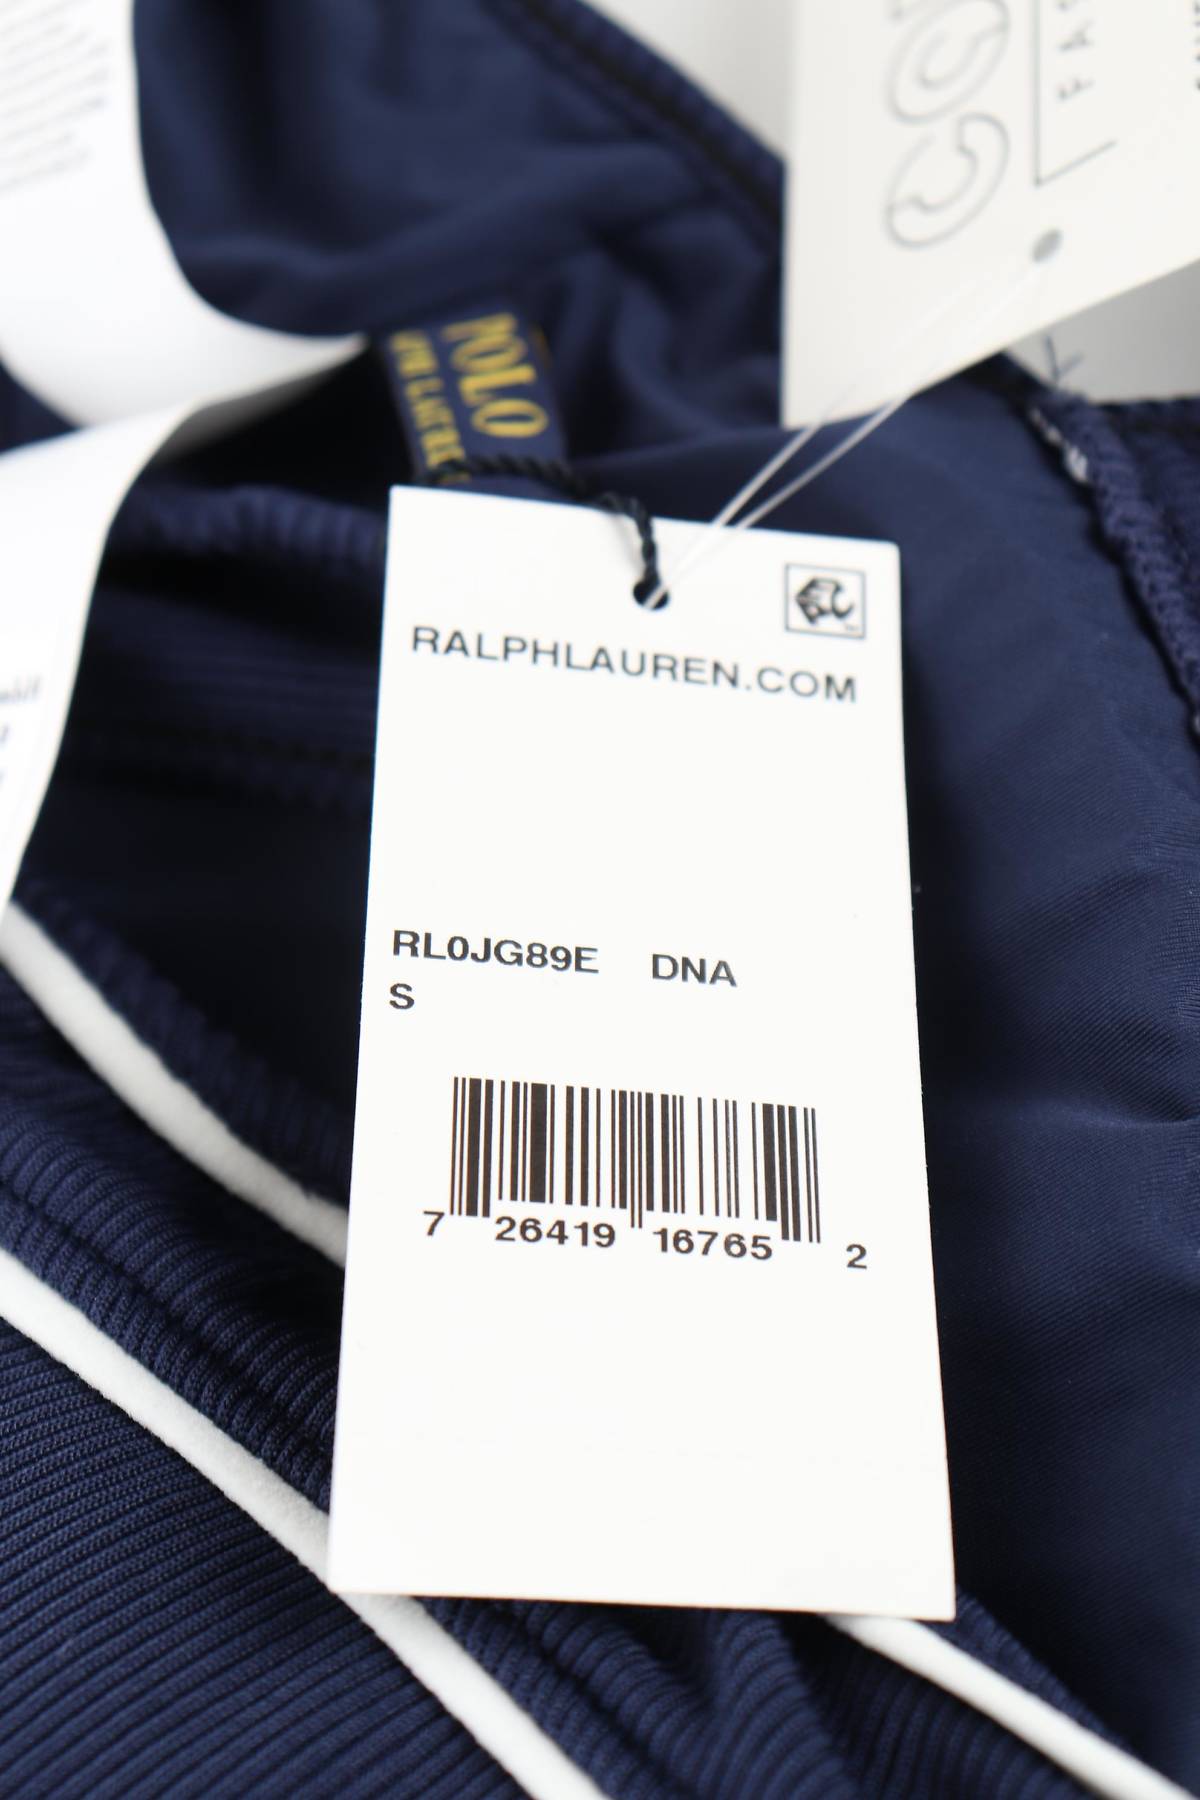 POLO
RALPHLAUREN.COM
RL0JG89E DNA
S
7 26419 16765 2